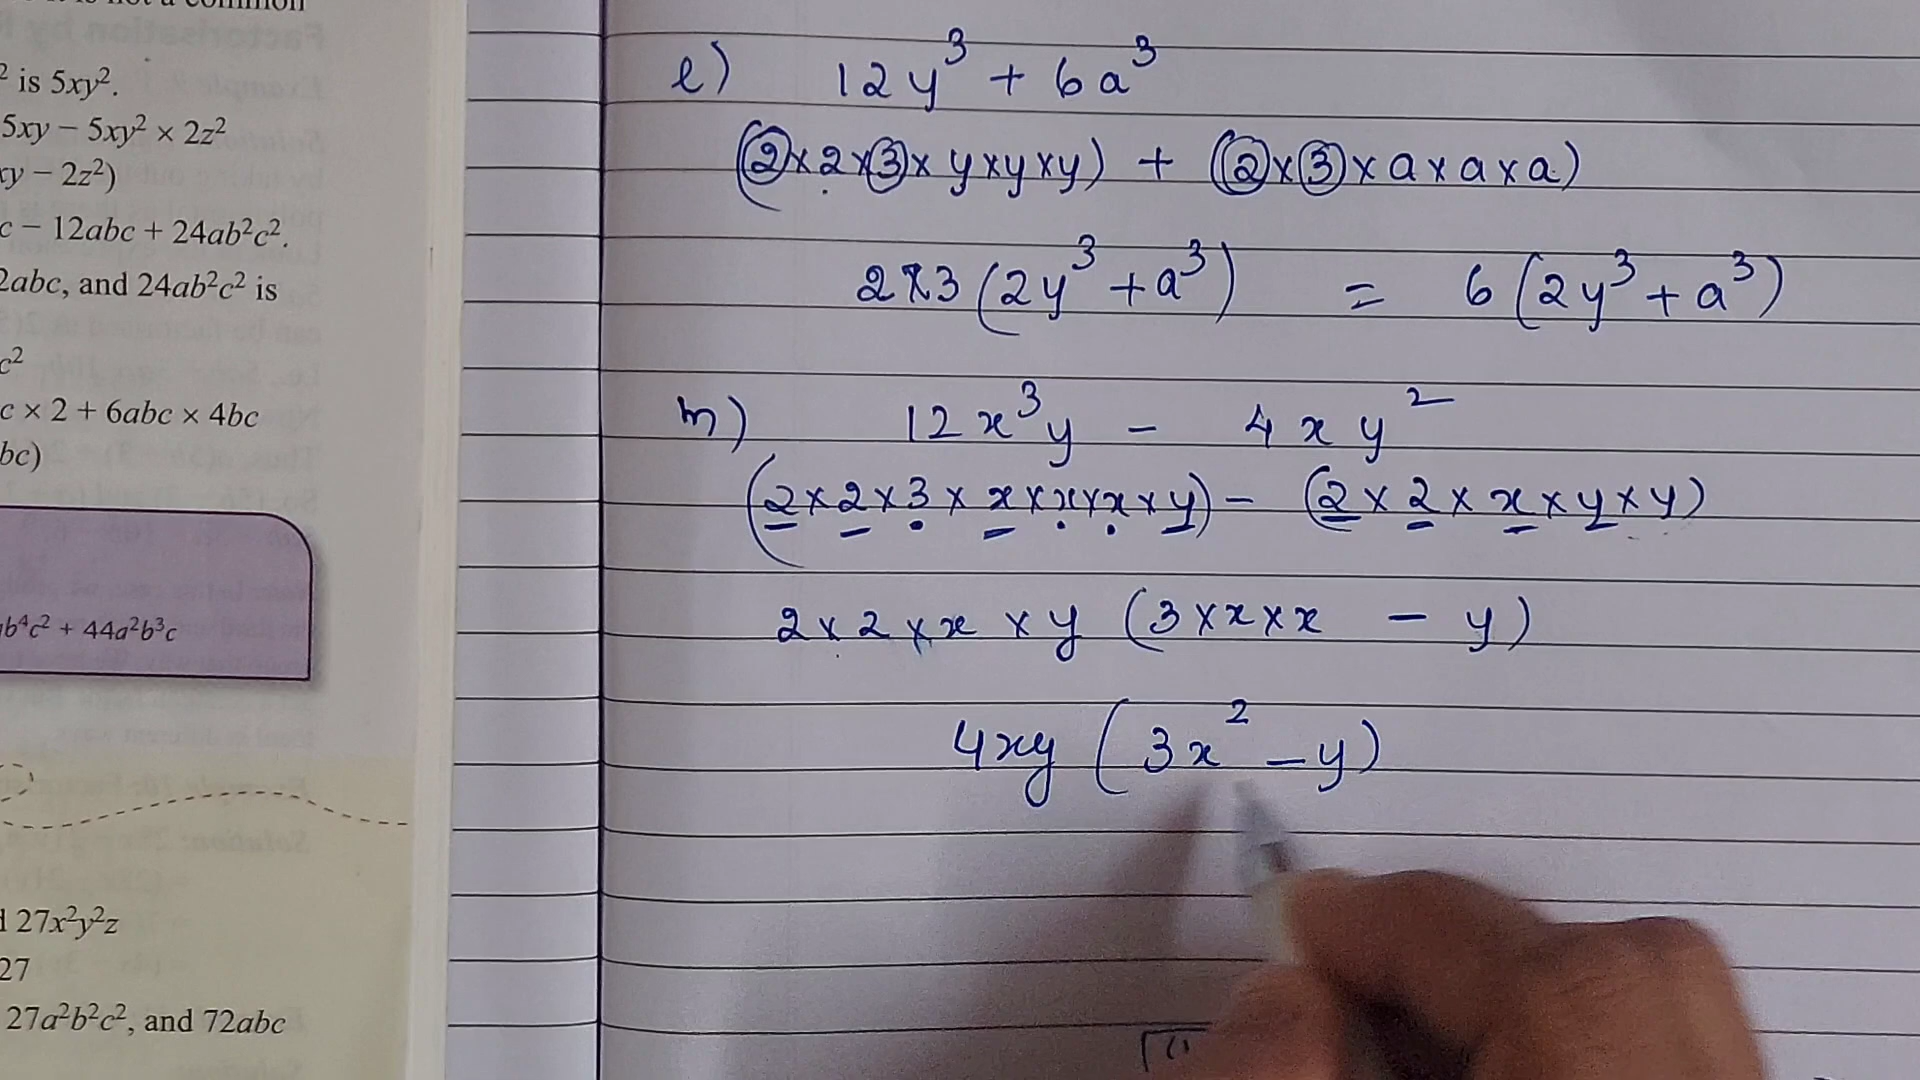 ² is 5xy².
5xy – 5xy² × 2z²
xy – 2z²)
c – 12abc + 24ab²c².
2abc, and 24ab²c² is
c²
c × 2 + 6abc × 4bc
bc)
b⁴c² + 44a²b³c
27x²y²z
27
27a²b²c², and 72abc
l) 12y³ + 6a³
(2×2×3×y×y×y) + (2×3×a×a×a)
2×3(2y³+a³) = 6(2y³+a³)
m) 12x³y - 4xy²
(2×2×3×x×x×x×y) - (2×2×x×y×y)
2×2×x×y(3×x×x - y)
4xy(3x²-y)